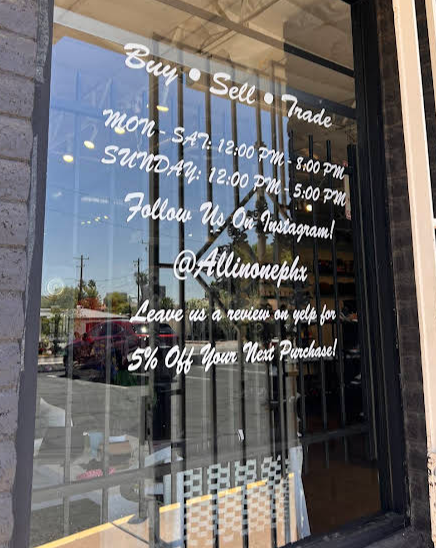 Buy • Sell • Trade
MON - SAT: 12:00 PM - 8:00 PM
SUNDAY: 12:00 PM - 5:00 PM
Follow Us On Instagram!
@Allinonephx
Leave us a review on yelp for
5% Off Your Next Purchase!